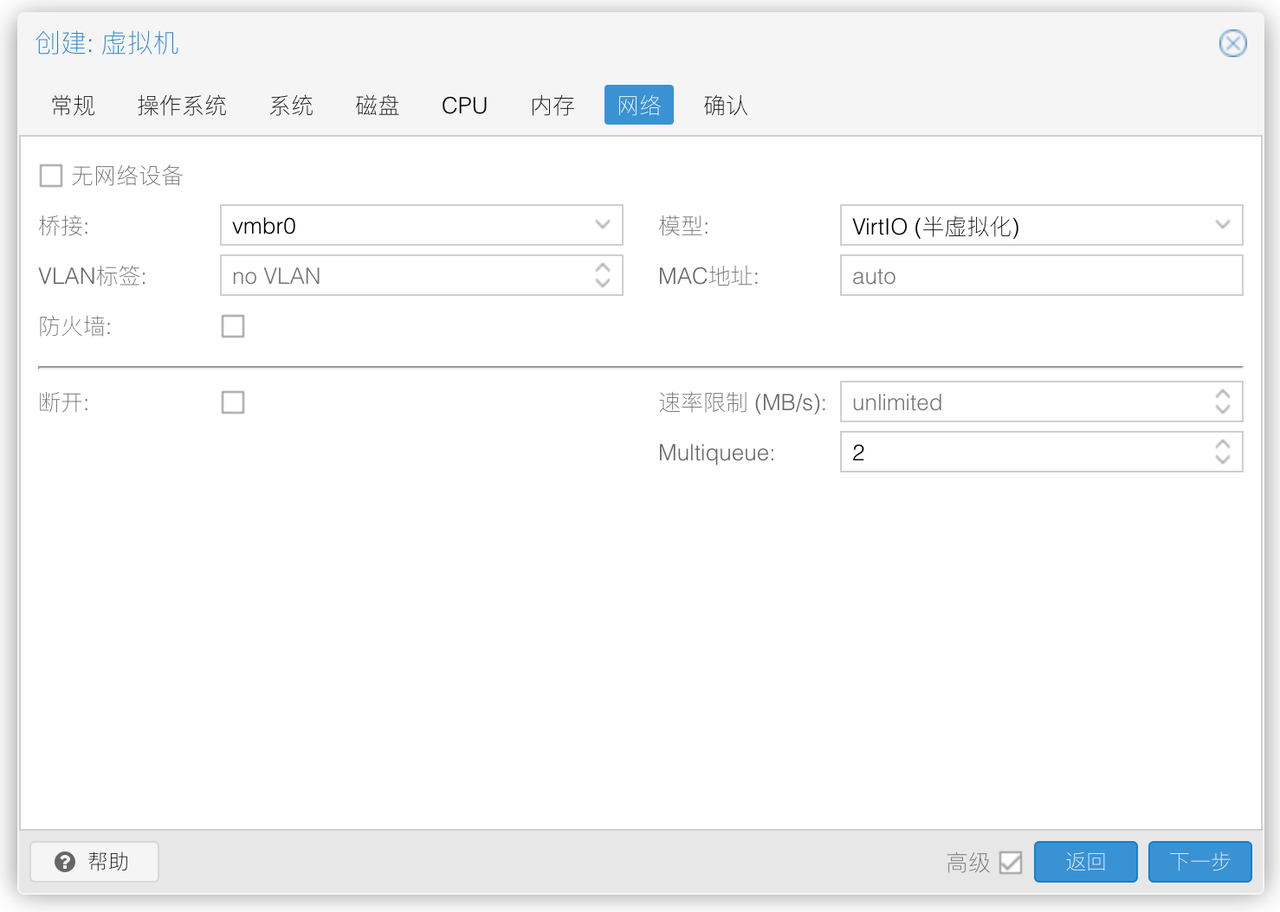 创建: 虚拟机
常规 操作系统 系统 磁盘 CPU 内存 网络 确认
无网络设备
桥接: vmbr0 模型: VirtIO (半虚拟化)
VLAN标签: no VLAN MAC地址: auto
防火墙:
断开: 速率限制 (MB/s): unlimited
Multiqueue: 2
帮助 高级 返回 下一步